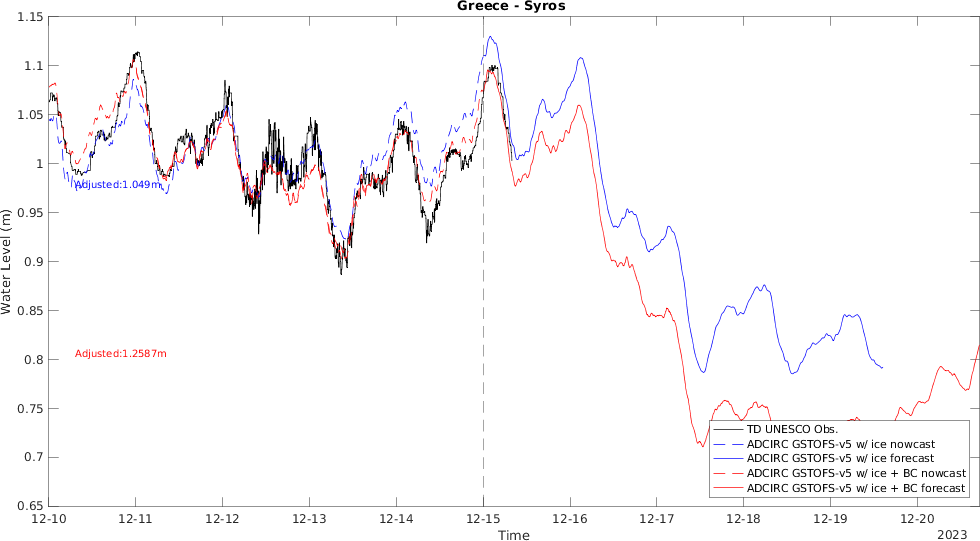 Greece - Syros
1.15
1.1
1.05
1
0.95
0.9
0.85
0.8
0.75
0.7
0.65
Water Level (m)
Adjusted:1.049m
Adjusted:1.2587m
TD UNESCO Obs.
ADCIRC GSTOFS-v5 w/ ice nowcast
ADCIRC GSTOFS-v5 w/ ice forecast
ADCIRC GSTOFS-v5 w/ ice + BC nowcast
ADCIRC GSTOFS-v5 w/ ice + BC forecast
12-10 12-11 12-12 12-13 12-14 12-15 12-16 12-17 12-18 12-19 12-20
Time
2023